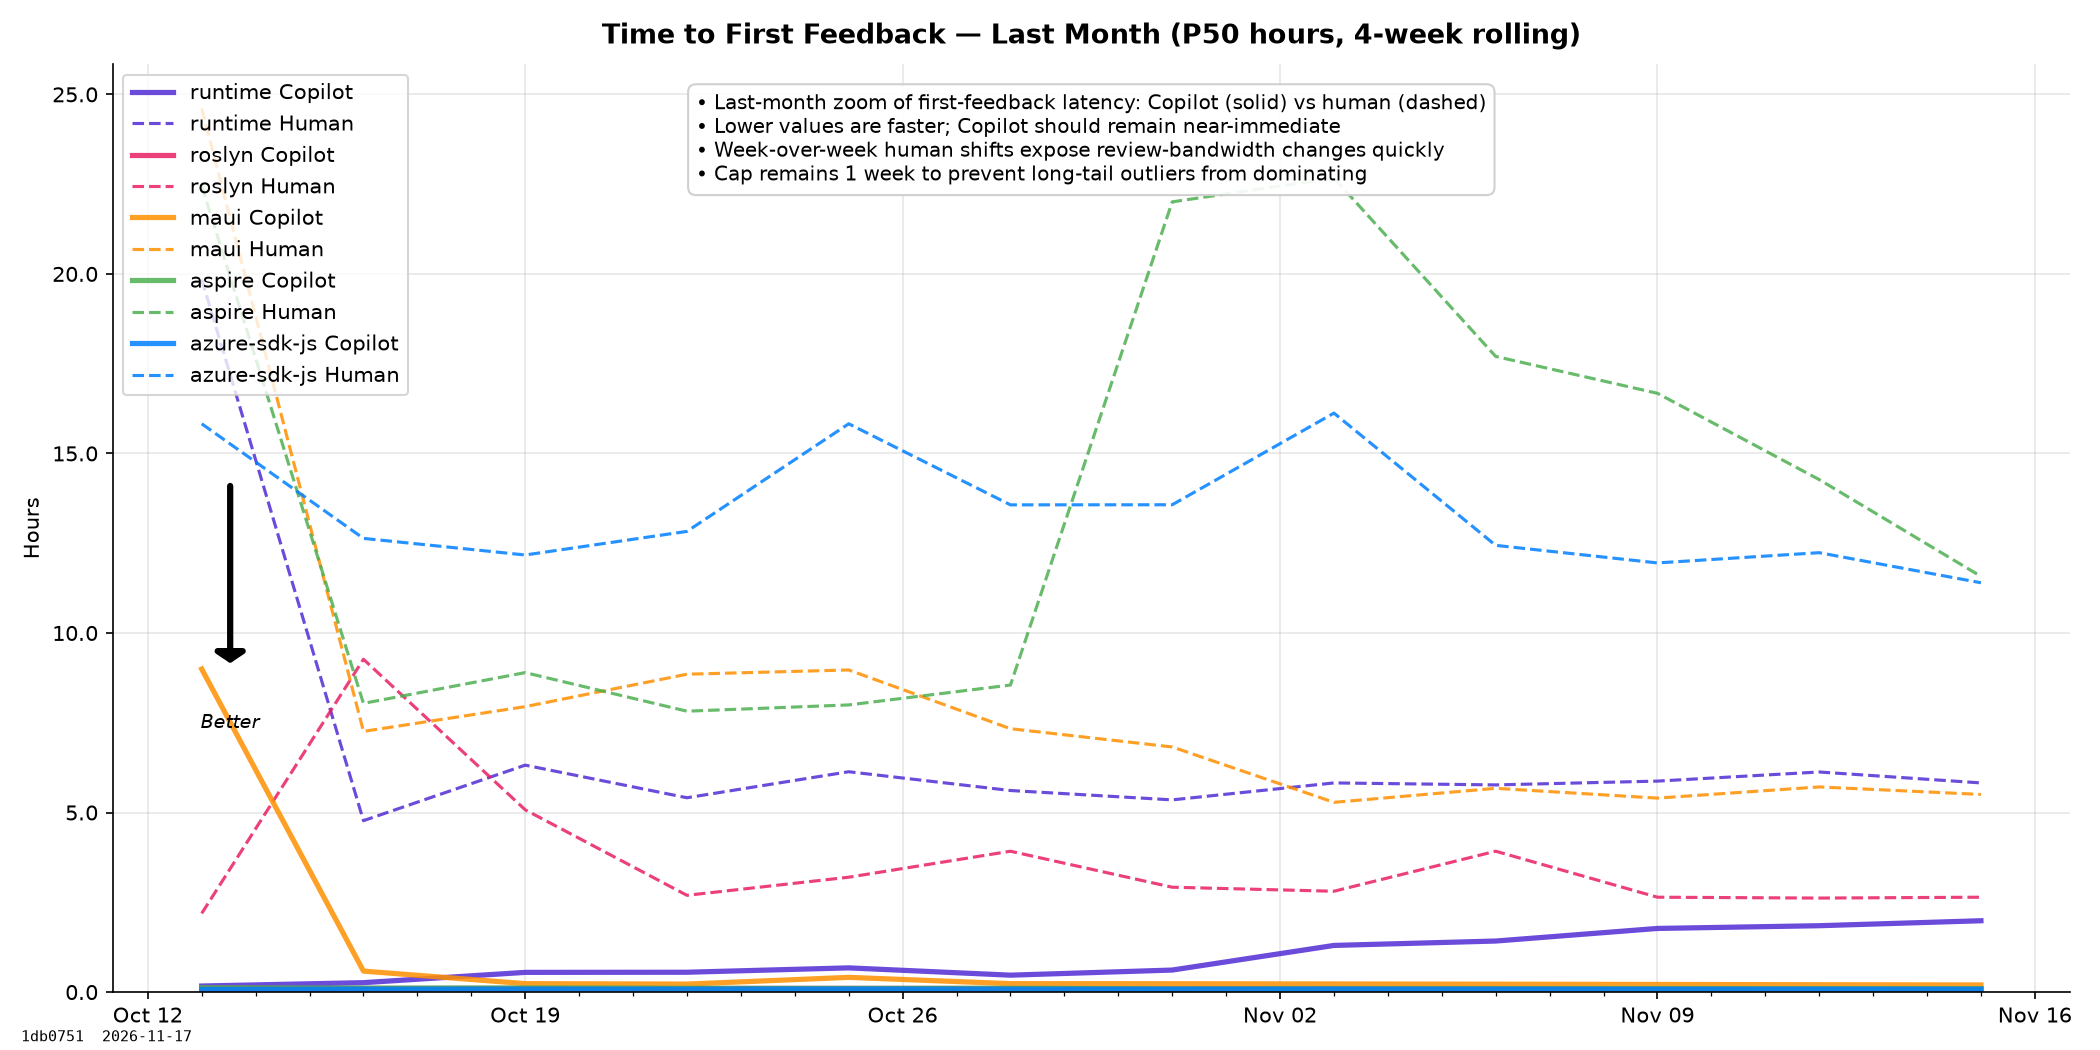 Time to First Feedback — Last Month (P50 hours, 4-week rolling)
runtime Copilot
runtime Human
roslyn Copilot
roslyn Human
maui Copilot
maui Human
aspire Copilot
aspire Human
azure-sdk-js Copilot
azure-sdk-js Human
• Last-month zoom of first-feedback latency: Copilot (solid) vs human (dashed)
• Lower values are faster; Copilot should remain near-immediate
• Week-over-week human shifts expose review-bandwidth changes quickly
• Cap remains 1 week to prevent long-tail outliers from dominating
25.0
20.0
15.0
10.0
5.0
0.0
Hours
Better
Oct 12
Oct 19
Oct 26
Nov 02
Nov 09
Nov 16
1db0751 2026-11-17